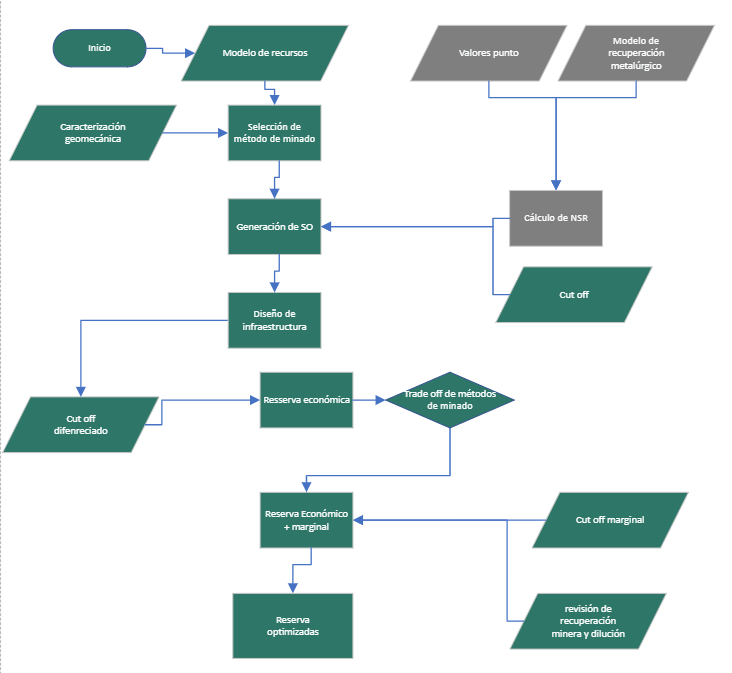 Inicio
Modelo de recursos
Valores punto
Modelo de
recuperación
metalúrgico
Caracterización
geomecánica
Selección de
método de minado
Generación de SO
Cálculo de NSR
Cut off
Diseño de
infraestructura
Cut off
difenreciado
Resserva económica
Trade off de métodos
de minado
Reserva Económico
+ marginal
Cut off marginal
Reserva
optimizadas
revisión de
recuperación
minera y dilución